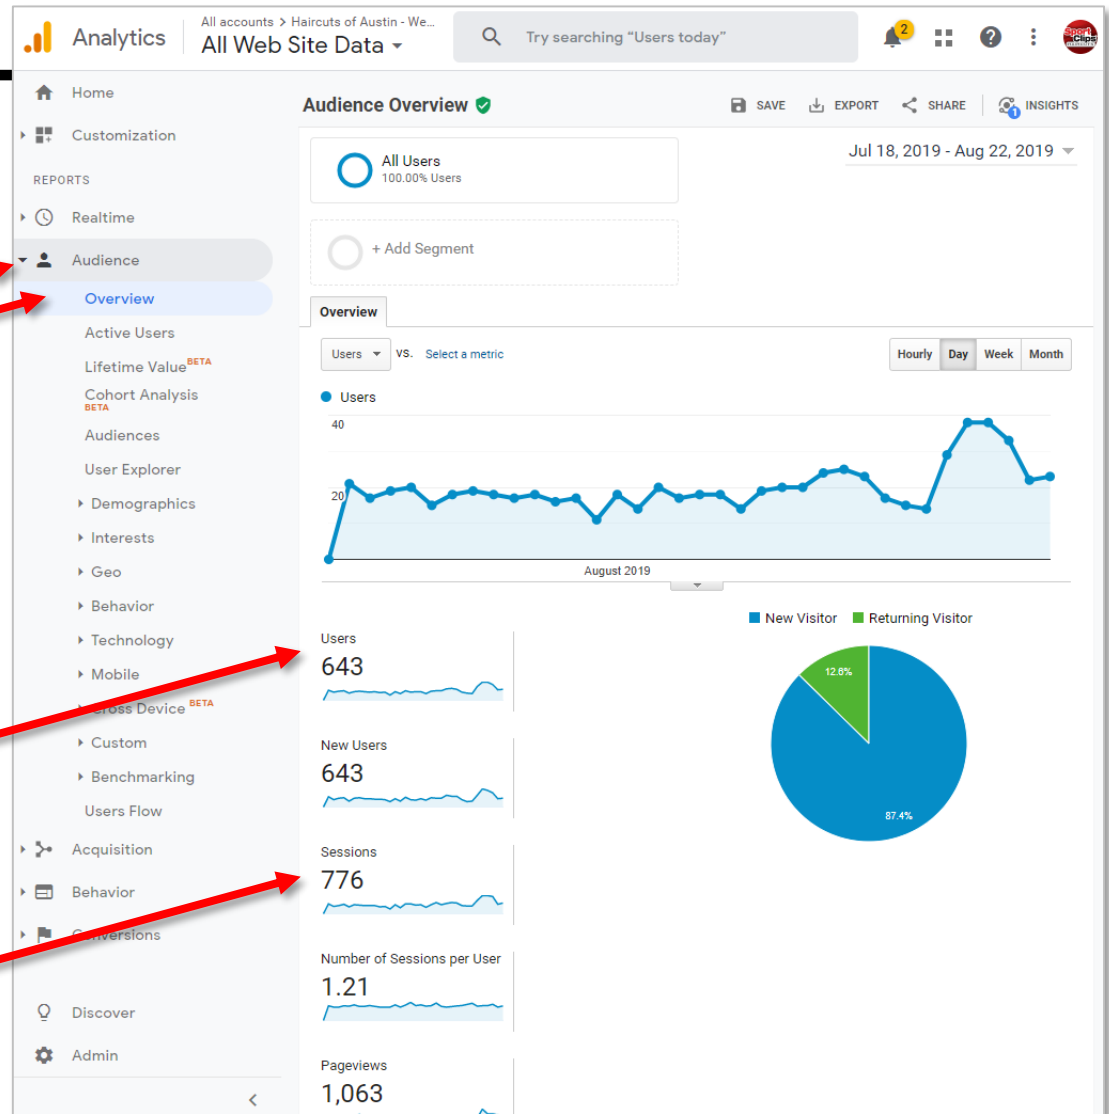 Analytics
All accounts > Haircuts of Austin - We...
All Web Site Data
Try searching "Users today"
2
Sport Clips
Home
Customization
REPORTS
Realtime
Audience
Overview
Active Users
Lifetime Value BETA
Cohort Analysis
BETA
Audiences
User Explorer
Demographics
Interests
Geo
Behavior
Technology
Mobile
Cross Device BETA
Custom
Benchmarking
Users Flow
Acquisition
Behavior
Conversions
Discover
Admin
Audience Overview
SAVE
EXPORT
SHARE
1
INSIGHTS
All Users
100.00% Users
Jul 18, 2019 - Aug 22, 2019
+ Add Segment
Overview
Users VS. Select a metric
Hourly Day Week Month
Users
40
20
August 2019
New Visitor Returning Visitor
12.6%
87.4%
Users
643
New Users
643
Sessions
776
Number of Sessions per User
1.21
Pageviews
1,063